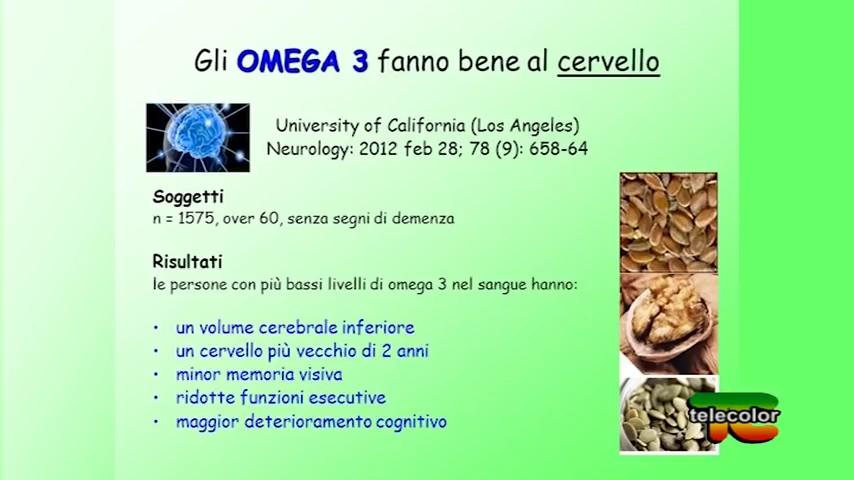 Gli OMEGA 3 fanno bene al cervello
University of California (Los Angeles)
Neurology: 2012 feb 28; 78 (9): 658-64
Soggetti
n = 1575, over 60, senza segni di demenza
Risultati
le persone con più bassi livelli di omega 3 nel sangue hanno:
• un volume cerebrale inferiore
• un cervello più vecchio di 2 anni
• minor memoria visiva
• ridotte funzioni esecutive
• maggior deterioramento cognitivo
telecolor